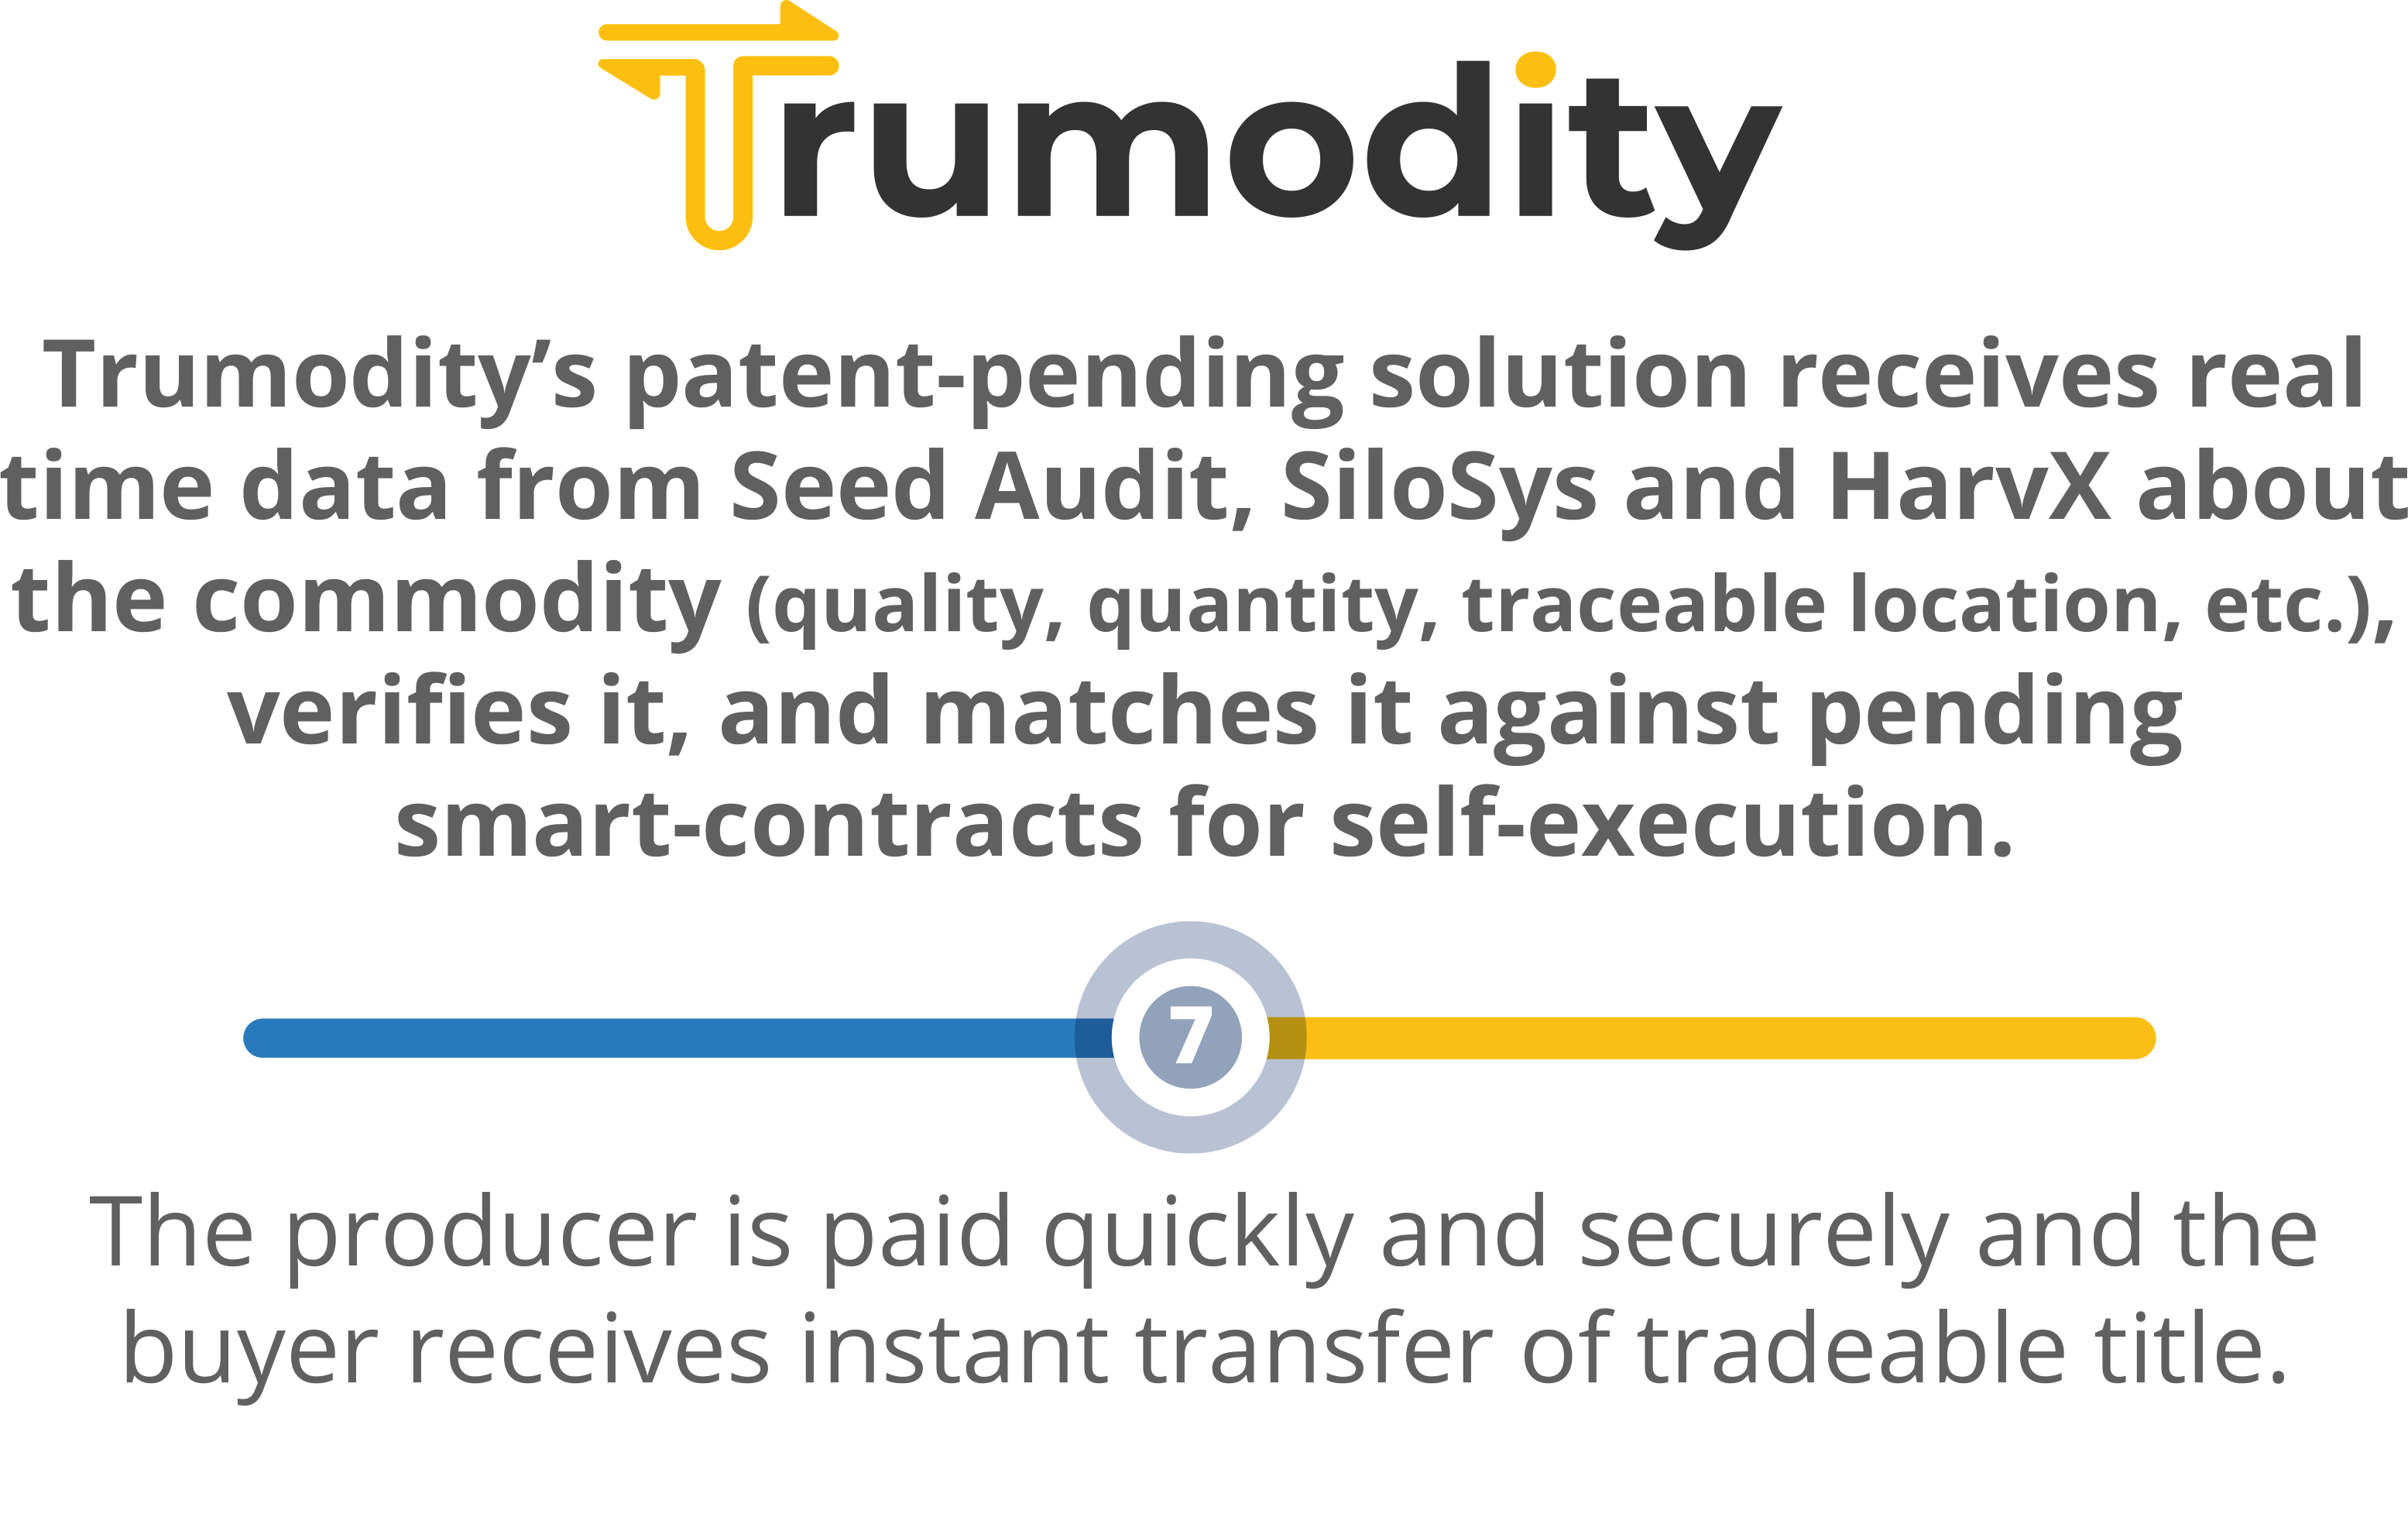 Trumodity
Trumodity’s patent-pending solution receives real
time data from Seed Audit, SiloSys and HarvX about
the commodity (quality, quantity, traceable location, etc.),
verifies it, and matches it against pending
smart-contracts for self-execution.
7
The producer is paid quickly and securely and the
buyer receives instant transfer of tradeable title.